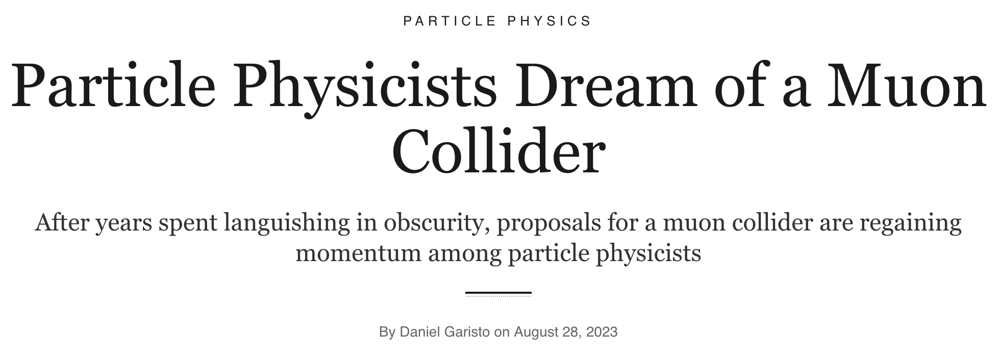 PARTICLE PHYSICS
Particle Physicists Dream of a Muon
Collider
After years spent languishing in obscurity, proposals for a muon collider are regaining
momentum among particle physicists
By Daniel Garisto on August 28, 2023